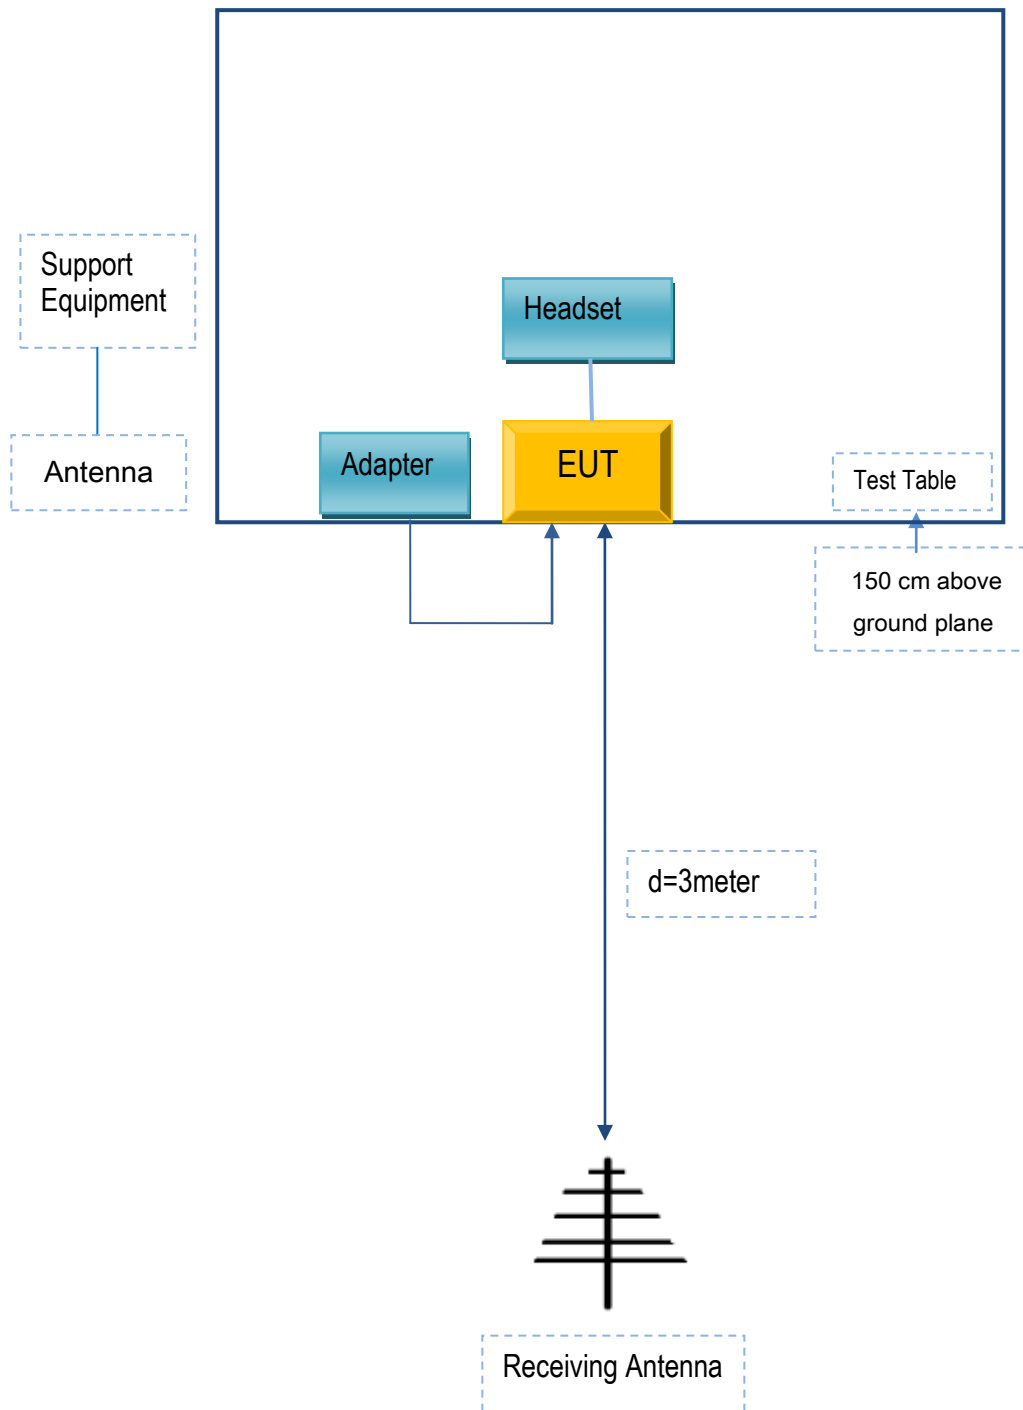 Support
Equipment
Antenna
Headset
Adapter
EUT
Test Table
150 cm above
ground plane
d=3meter
Receiving Antenna